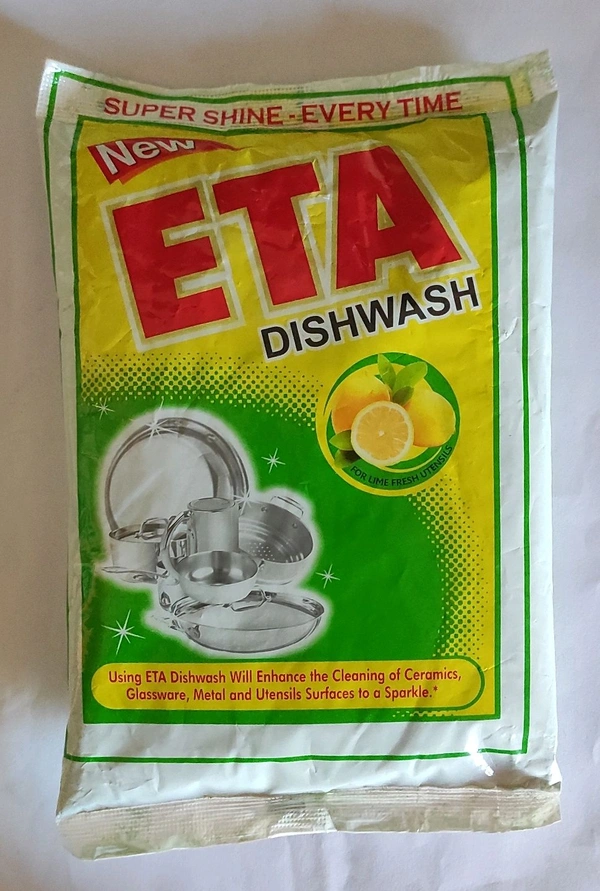 SUPER SHINE - EVERY TIME
New
ETA
DISHWASH
FOR LIME FRESH UTENSILS
Using ETA Dishwash Will Enhance the Cleaning of Ceramics,
Glassware, Metal and Utensils Surfaces to a Sparkle.*